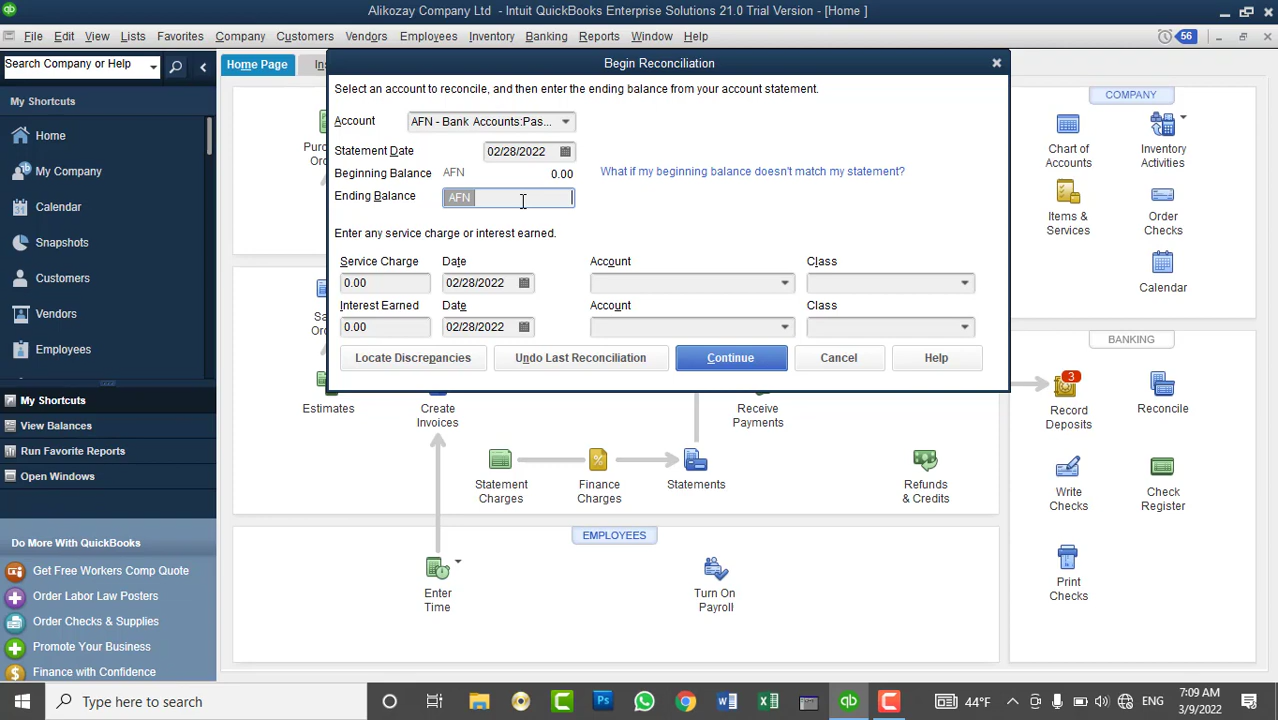 Alikozay Company Ltd - Intuit QuickBooks Enterprise Solutions 21.0 Trial Version - [Home ]
File Edit View Lists Favorites Company Customers Vendors Employees Inventory Banking Reports Window Help 56
Search Company or Help
Home Page
Begin Reconciliation
Select an account to reconcile, and then enter the ending balance from your account statement.
Account AFN - Bank Accounts:Pas...
Statement Date 02/28/2022
Beginning Balance AFN 0.00 What if my beginning balance doesn't match my statement?
Ending Balance AFN
Enter any service charge or interest earned.
Service Charge Date Account Class
0.00 02/28/2022
Interest Earned Date Account Class
0.00 02/28/2022
Locate Discrepancies Undo Last Reconciliation Continue Cancel Help
My Shortcuts
Home
My Company
Calendar
Snapshots
Customers
Vendors
Employees
My Shortcuts
View Balances
Run Favorite Reports
Open Windows
Do More With QuickBooks
Get Free Workers Comp Quote
Order Labor Law Posters
Order Checks & Supplies
Promote Your Business
Finance with Confidence
Estimates
Create
Invoices
Receive
Payments
Statement
Charges
Finance
Charges
Statements
Refunds
& Credits
EMPLOYEES
Enter
Time
Turn On
Payroll
COMPANY
Chart of
Accounts
Inventory
Activities
Items &
Services
Order
Checks
Calendar
BANKING
3
Record
Deposits
Reconcile
Write
Checks
Check
Register
Print
Checks
Type here to search
44°F
ENG
7:09 AM
3/9/2022